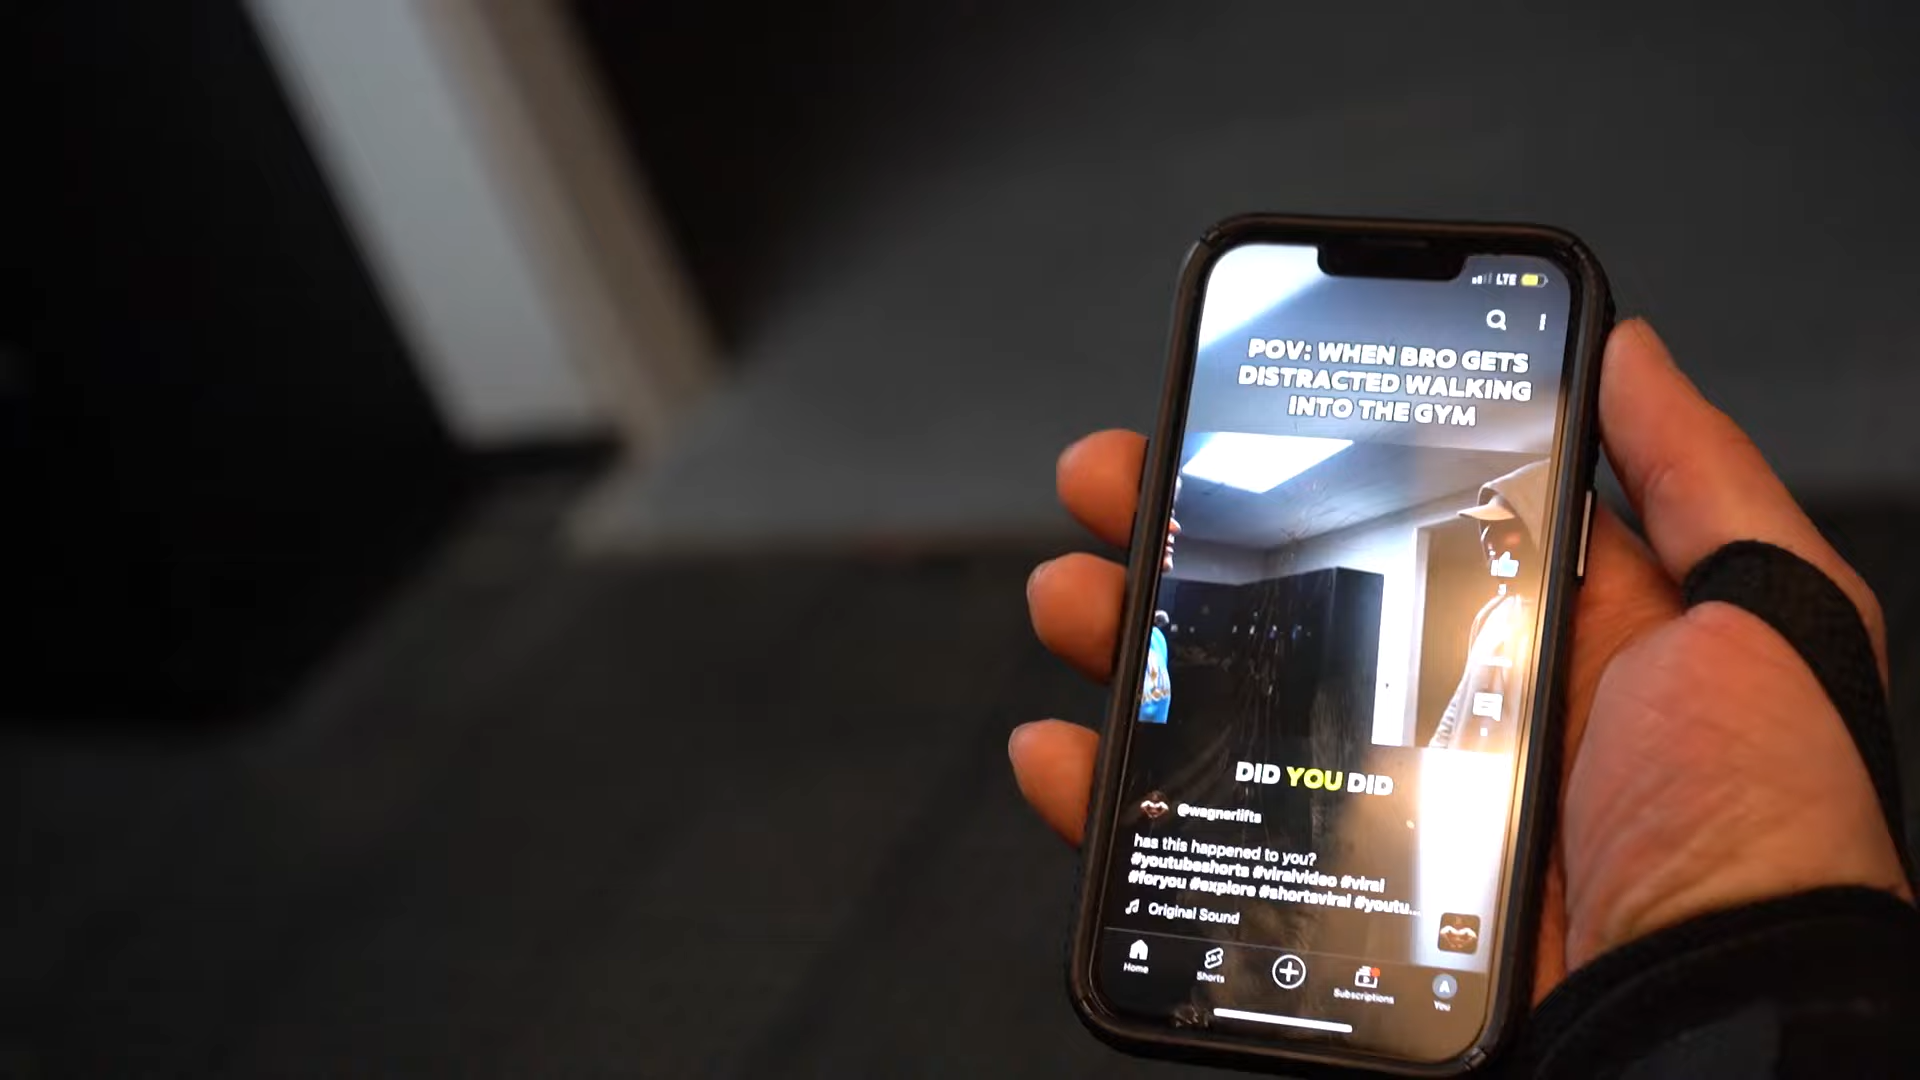 LTE
POV: WHEN BRO GETS
DISTRACTED WALKING
INTO THE GYM
DID YOU DID
@wagnerlifts
has this happened to you?
#youtubeshorts #viralvideo #viral
#foryou #explore #shortsviral #youtu...
Original Sound
Home
Shorts
Subscriptions
A
You